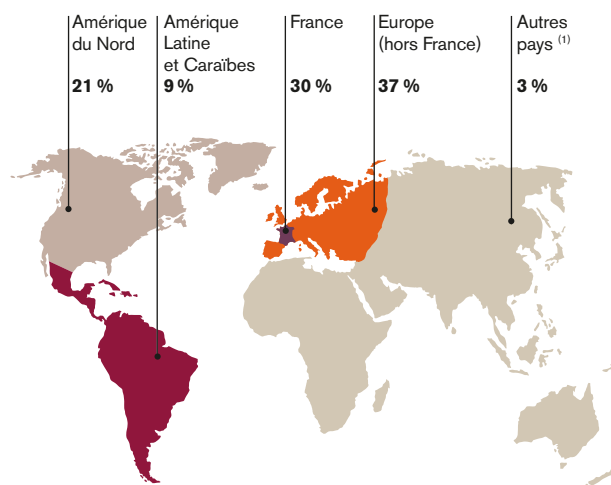 Amérique
du Nord
21 %
Amérique
Latine
et Caraïbes
9 %
France
30 %
Europe
(hors France)
37 %
Autres
pays (1)
3 %